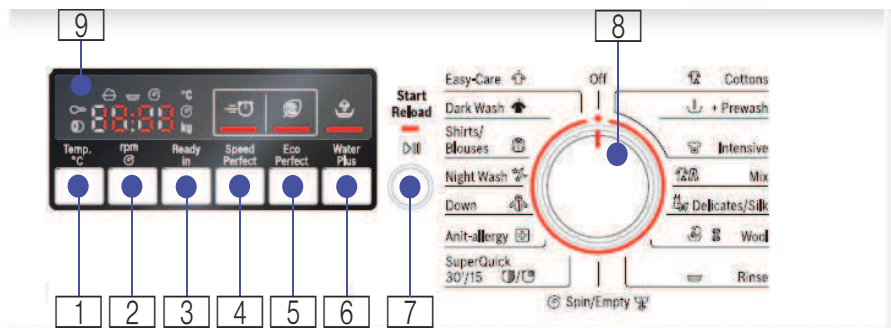 9
8
°C
88:88
kg
Temp.
°C
rpm
Ready
in
Speed
Perfect
Eco
Perfect
Water
Plus
Start
Reload
Easy-Care
Dark Wash
Shirts/
Blouses
Night Wash
Down
Anit-allergy
SuperQuick
30'/15
Off
Cottons
+ Prewash
Intensive
Mix
Delicates/Silk
Wool
Rinse
Spin/Empty
1
2
3
4
5
6
7